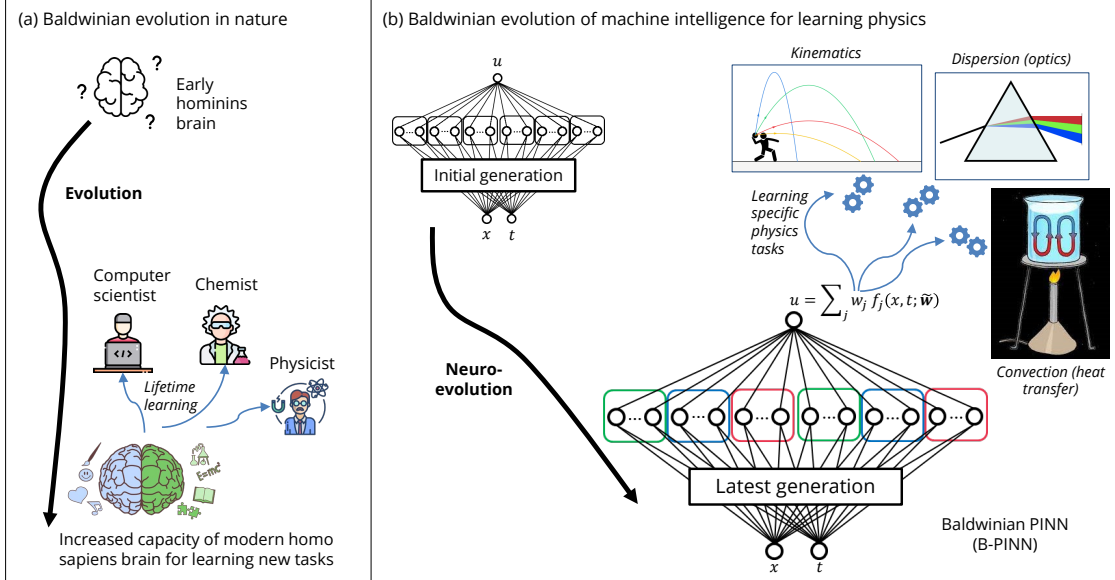 (a) Baldwinian evolution in nature
?
?
?
Early
hominins
brain
Evolution
Computer
scientist
Chemist
Physicist
</>
Lifetime
learning
E=mc²
Increased capacity of modern homo
sapiens brain for learning new tasks
(b) Baldwinian evolution of machine intelligence for learning physics
u
Initial generation
x t
Neuro-
evolution
Kinematics
Dispersion (optics)
Learning
specific
physics
tasks
u = ∑_j w_j f_j(x, t; w̃)
Convection (heat
transfer)
Latest generation
x t
Baldwinian PINN
(B-PINN)